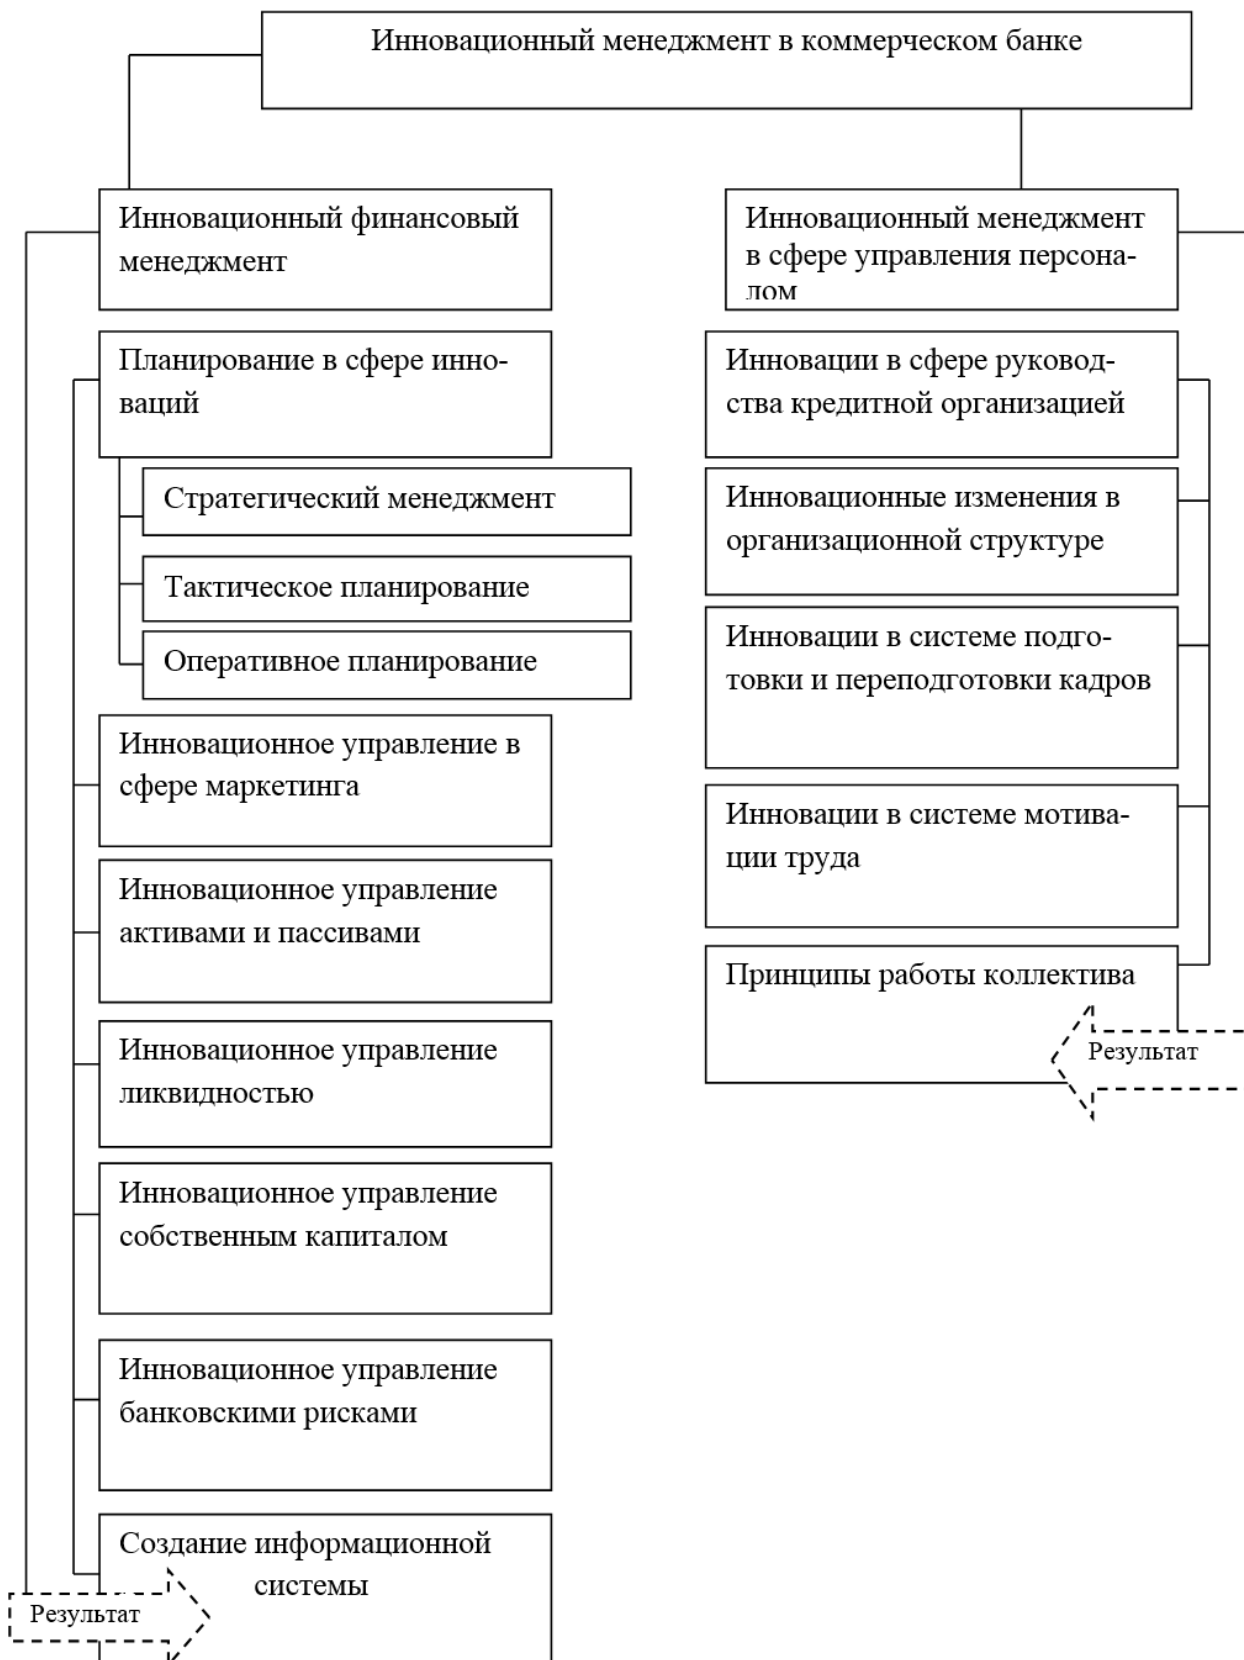 Инновационный менеджмент в коммерческом банке
Инновационный финансовый
менеджмент
Планирование в сфере инно-
ваций
Стратегический менеджмент
Тактическое планирование
Оперативное планирование
Инновационное управление в
сфере маркетинга
Инновационное управление
активами и пассивами
Инновационное управление
ликвидностью
Инновационное управление
собственным капиталом
Инновационное управление
банковскими рисками
Создание информационной
системы
Результат
Инновационный менеджмент
в сфере управления персона-
лом
Инновации в сфере руковод-
ства кредитной организацией
Инновационные изменения в
организационной структуре
Инновации в системе подго-
товки и переподготовки кадров
Инновации в системе мотива-
ции труда
Принципы работы коллектива
Результат